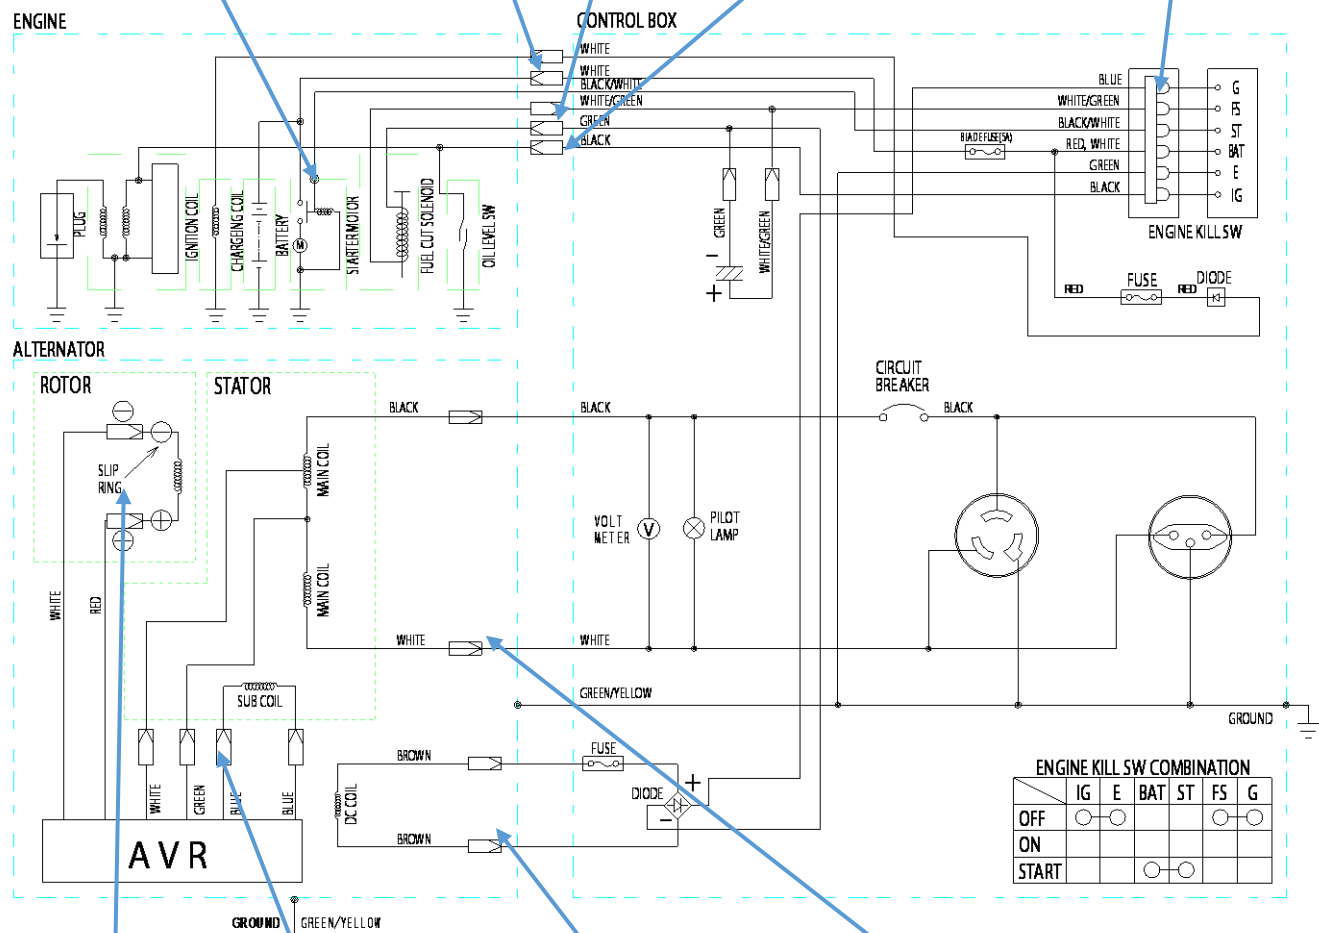 ENGINE
CONTROL BOX
WHITE
WHITE
BLACK/WHITE
WHITE/GREEN
GREEN
BLACK
BLUE
WHITE/GREEN
BLACK/WHITE
RED, WHITE
GREEN
BLACK
G
FS
ST
BAT
E
IG
BLADE FUSE(5A)
ENGINE KILL SW
PLUG
IGNITION COIL
CHARGEING COIL
BATTERY
M
STARTER MOTOR
FUEL CUT SOLENOID
OIL LEVEL SW
GREEN
WHITE/GREEN
-
+
RED
FUSE
RED
DIODE
ALTERNATOR
ROTOR
STATOR
SLIP
RING
WHITE
RED
MAIN COIL
MAIN COIL
SUB COIL
BLACK
BLACK
CIRCUIT
BREAKER
BLACK
VOLT
METER
V
PILOT
LAMP
WHITE
WHITE
GREEN/YELLOW
GROUND
WHITE
GREEN
BLUE
BLUE
AVR
DC COIL
BROWN
BROWN
FUSE
DIODE
+
-
ENGINE KILL SW COMBINATION
IG E BAT ST FS G
OFF
ON
START
GROUND GREEN/YELLOW